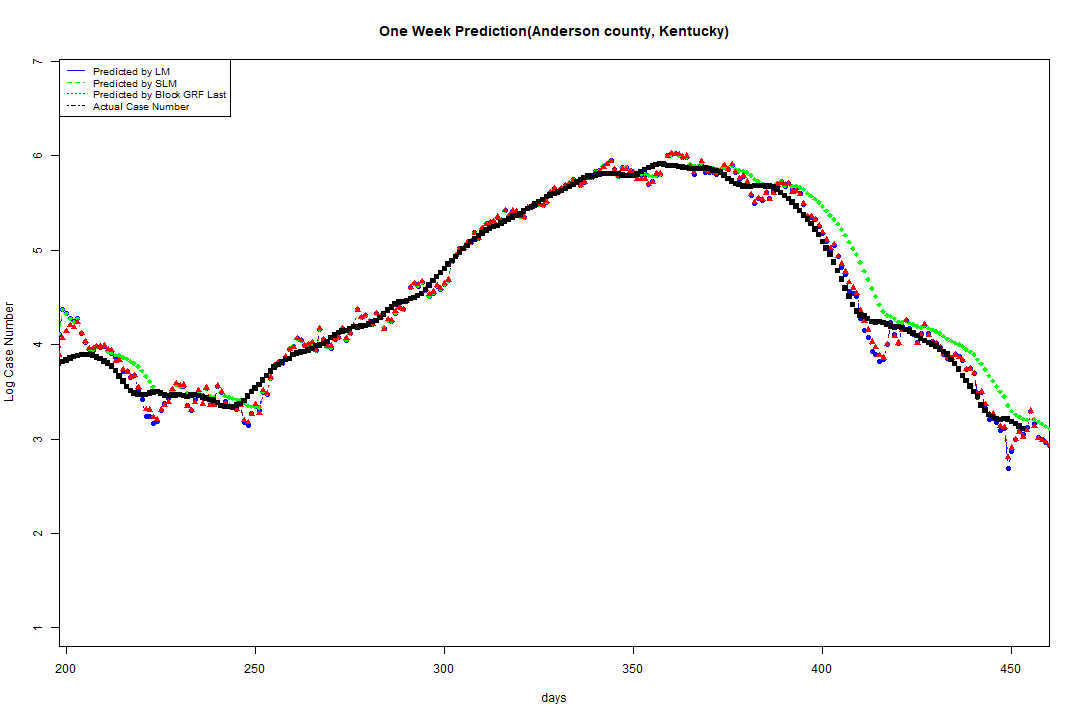 One Week Prediction(Anderson county, Kentucky)
Predicted by LM
Predicted by SLM
Predicted by Block GRF Last
Actual Case Number
7
6
5
4
3
2
1
Log Case Number
200 250 300 350 400 450
days